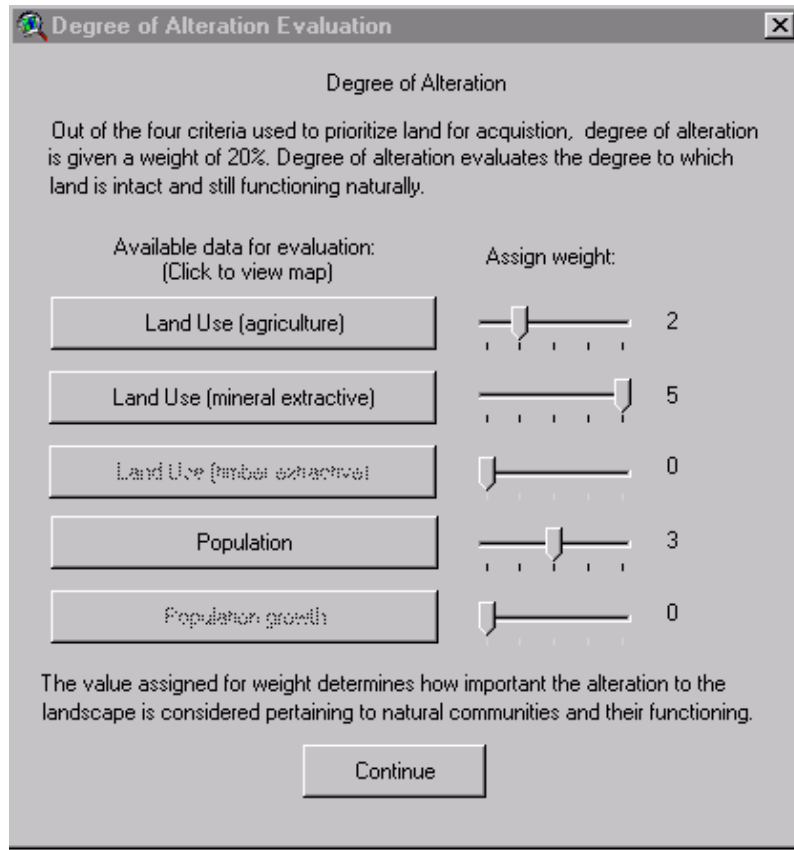 Degree of Alteration Evaluation
Degree of Alteration
Out of the four criteria used to prioritize land for acquistion, degree of alteration
is given a weight of 20%. Degree of alteration evaluates the degree to which
land is intact and still functioning naturally.
Available data for evaluation:
(Click to view map)
Assign weight:
Land Use (agriculture)
2
Land Use (mineral extractive)
5
Land Use (timber extractive)
0
Population
3
Population growth
0
The value assigned for weight determines how important the alteration to the
landscape is considered pertaining to natural communities and their functioning.
Continue